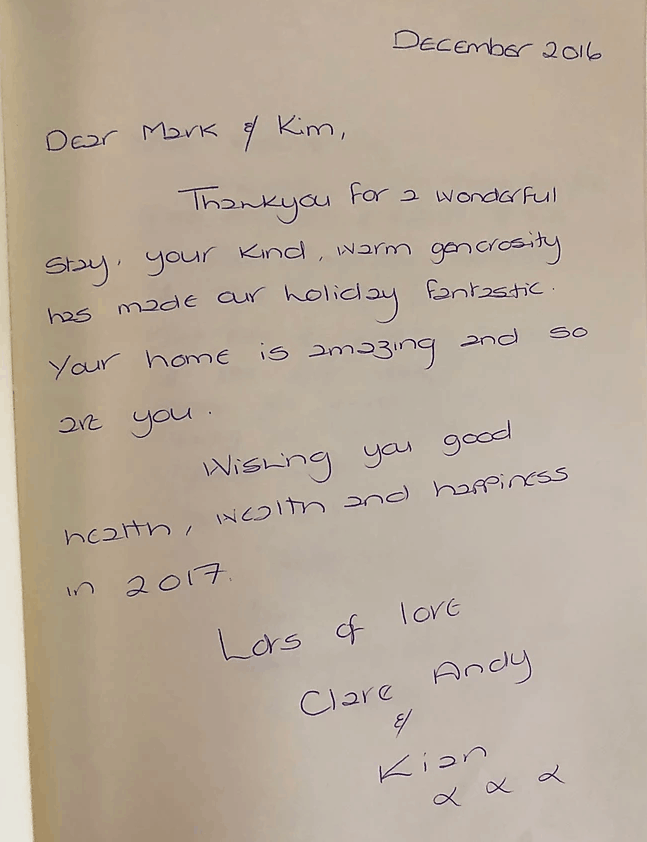 December 2016
Dear Mark & Kim,
Thankyou for a wonderful
stay, your kind, warm generosity
has made our holiday fantastic.
Your home is amazing and so
are you.
Wishing you good
health, wealth and happiness
in 2017.
Lots of love
Clare Andy
&
Kian
x x x